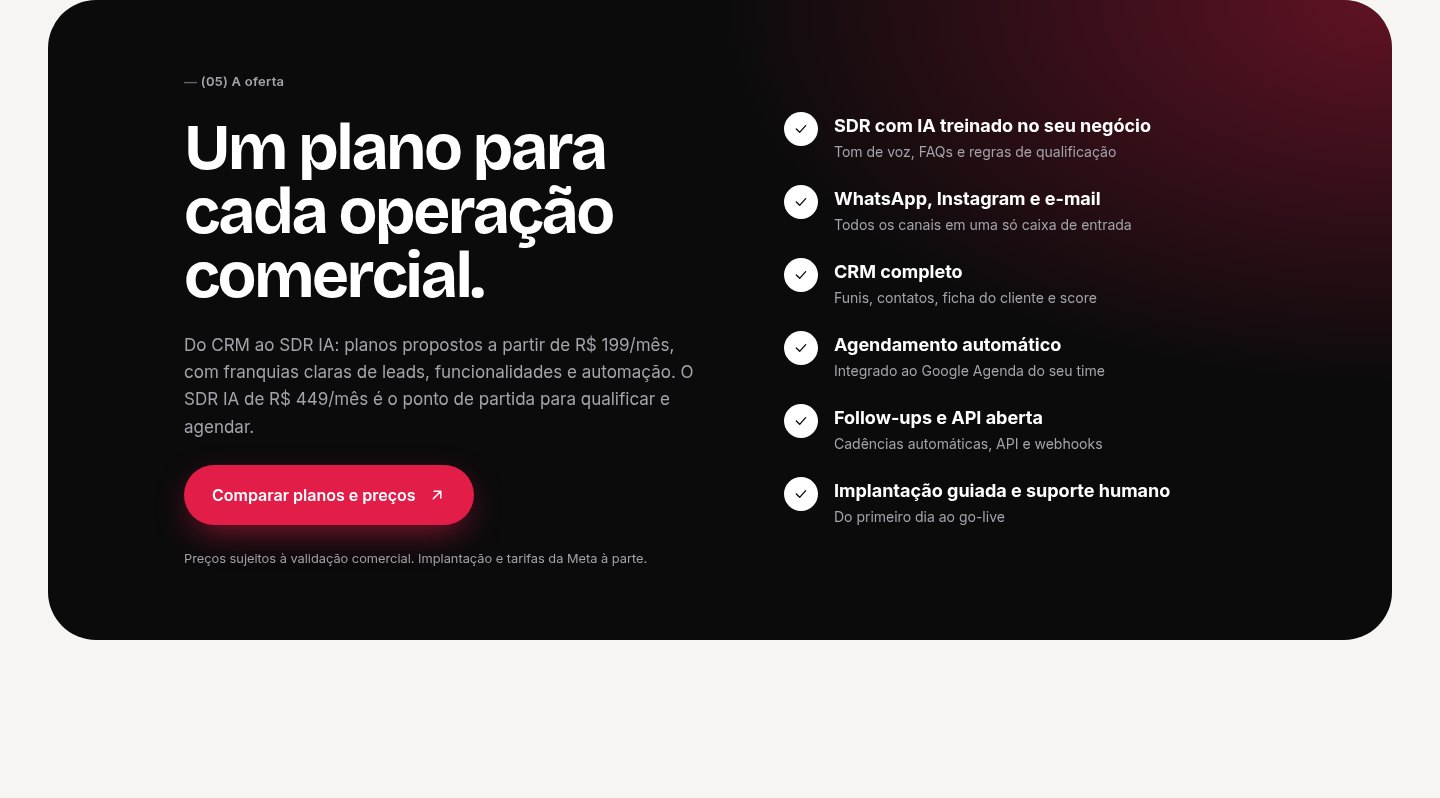 — (05) A oferta
Um plano para
cada operação
comercial.
Do CRM ao SDR IA: planos propostos a partir de R$ 199/mês,
com franquias claras de leads, funcionalidades e automação. O
SDR IA de R$ 449/mês é o ponto de partida para qualificar e
agendar.
Comparar planos e preços
Preços sujeitos à validação comercial. Implantação e tarifas da Meta à parte.
SDR com IA treinado no seu negócio
Tom de voz, FAQs e regras de qualificação
WhatsApp, Instagram e e-mail
Todos os canais em uma só caixa de entrada
CRM completo
Funis, contatos, ficha do cliente e score
Agendamento automático
Integrado ao Google Agenda do seu time
Follow-ups e API aberta
Cadências automáticas, API e webhooks
Implantação guiada e suporte humano
Do primeiro dia ao go-live